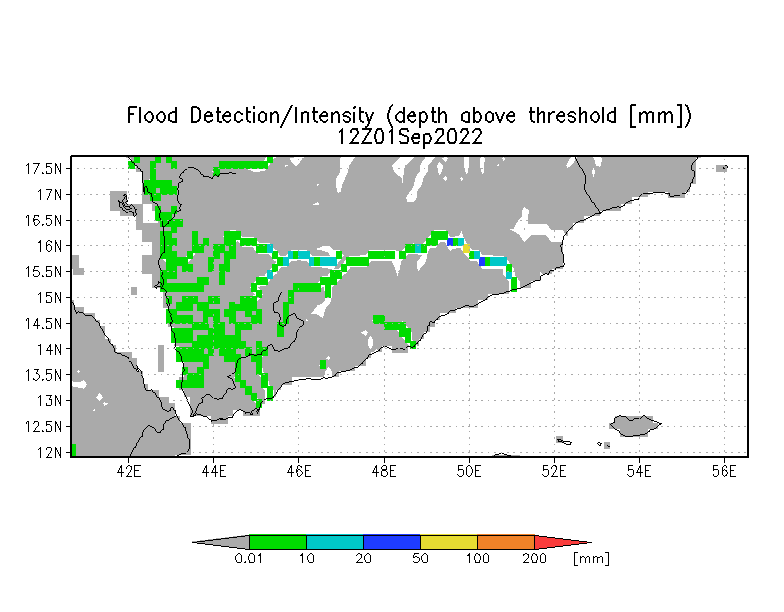 Flood Detection/Intensity (depth above threshold [mm])
12Z01Sep2022
17.5N
17N
16.5N
16N
15.5N
15N
14.5N
14N
13.5N
13N
12.5N
12N
42E 44E 46E 48E 50E 52E 54E 56E
0.01 10 20 50 100 200 [mm]